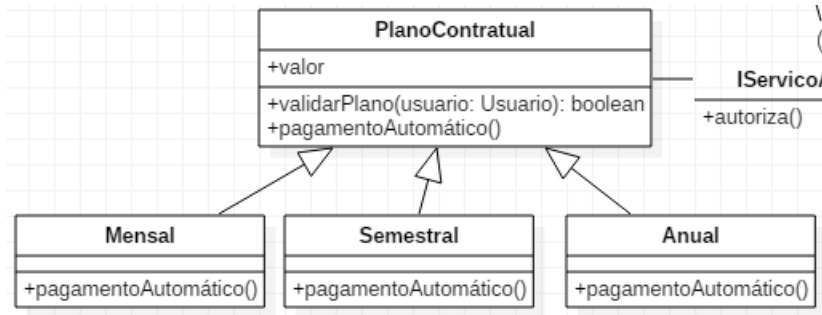 PlanoContratual
+valor
+validarPlano(usuario: Usuario): boolean
+pagamentoAutomático()
+autoriza()
Mensal
Semestral
Anual
+pagamentoAutomático()
+pagamentoAutomático()
+pagamentoAutomático()